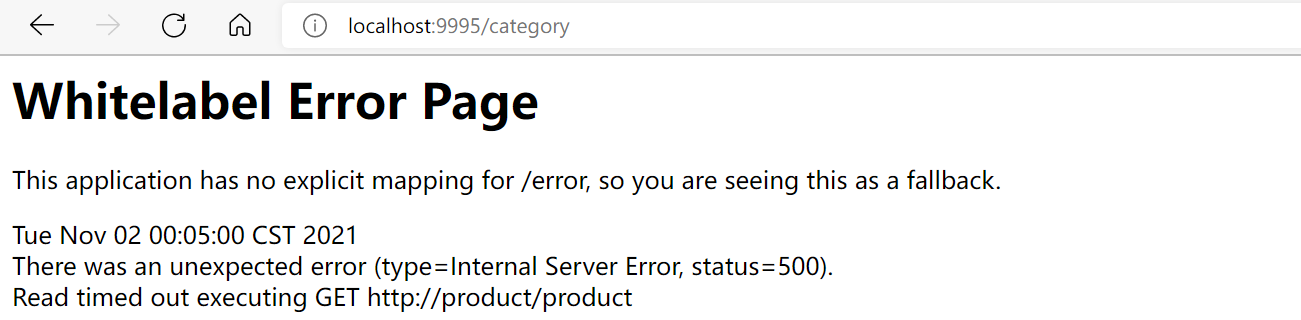 localhost:9995/category
Whitelabel Error Page
This application has no explicit mapping for /error, so you are seeing this as a fallback.
Tue Nov 02 00:05:00 CST 2021
There was an unexpected error (type=Internal Server Error, status=500).
Read timed out executing GET http://product/product